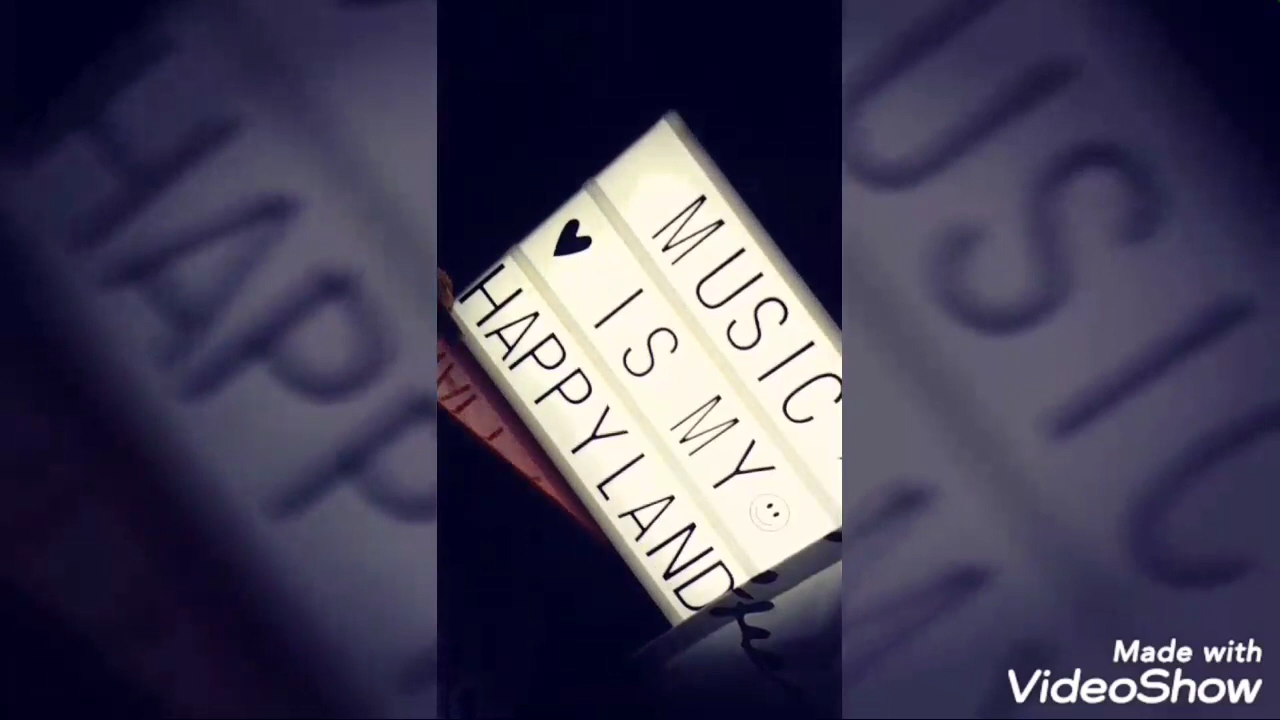 MUSIC
♥ IS MY ☺
HAPPYLAND
Made with
VideoShow